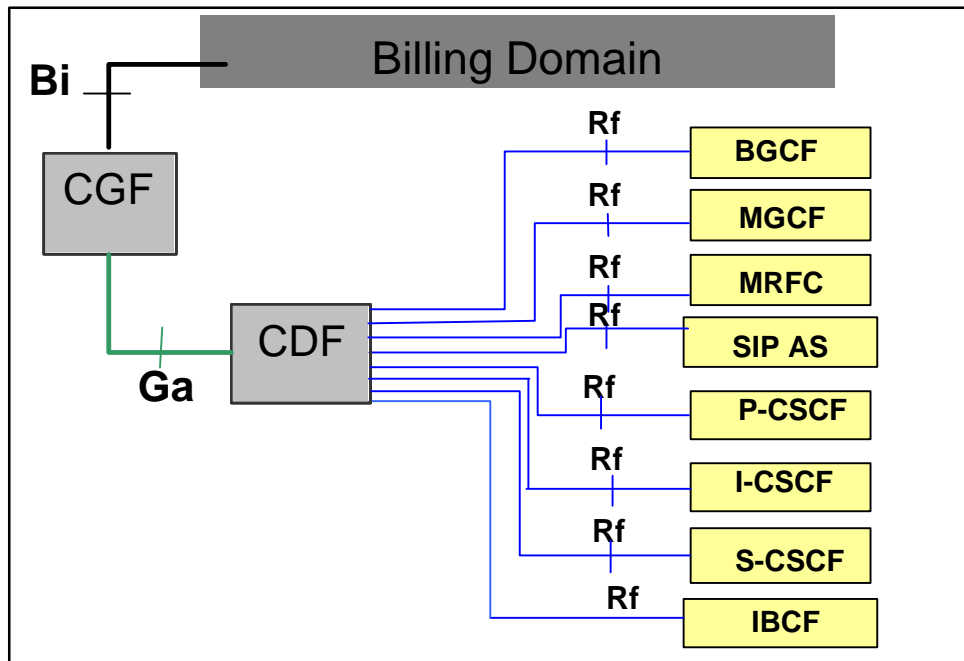 Billing Domain
Bi
CGF
Ga
CDF
Rf
BGCF
Rf
MGCF
Rf
MRFC
Rf
SIP AS
Rf
P-CSCF
Rf
I-CSCF
Rf
S-CSCF
Rf
IBCF